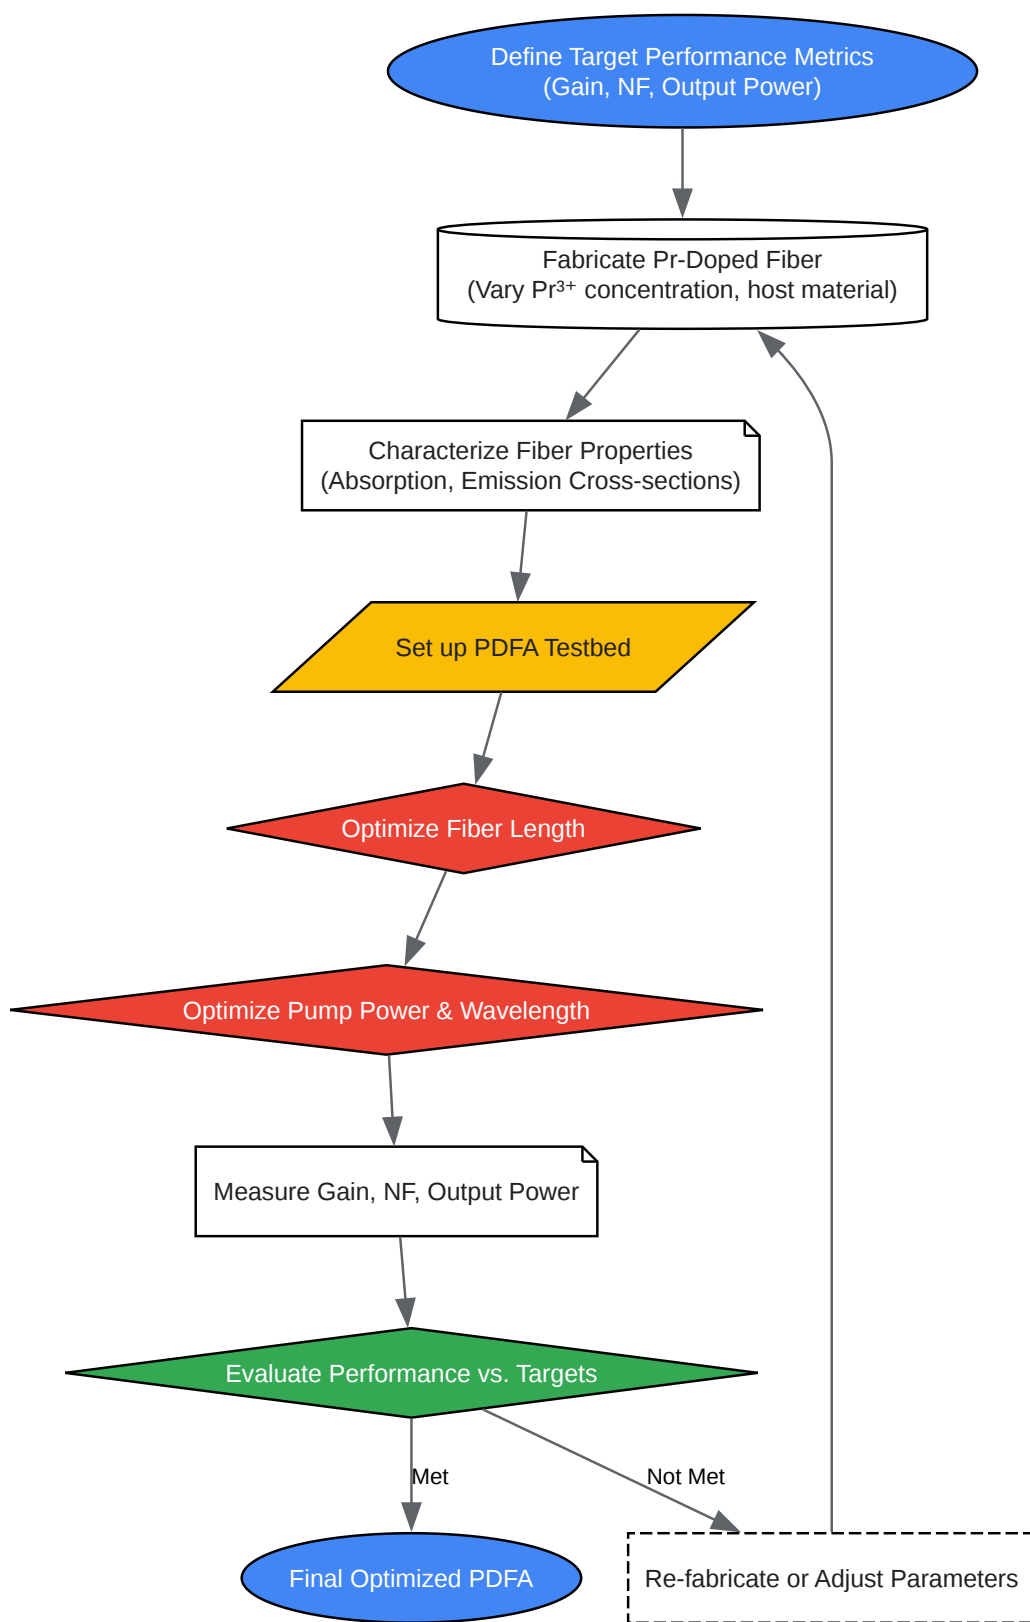 Define Target Performance Metrics
(Gain, NF, Output Power)
Fabricate Pr-Doped Fiber
(Vary Pr³⁺ concentration, host material)
Characterize Fiber Properties
(Absorption, Emission Cross-sections)
Set up PDFA Testbed
Optimize Fiber Length
Optimize Pump Power & Wavelength
Measure Gain, NF, Output Power
Evaluate Performance vs. Targets
Met
Not Met
Final Optimized PDFA
Re-fabricate or Adjust Parameters